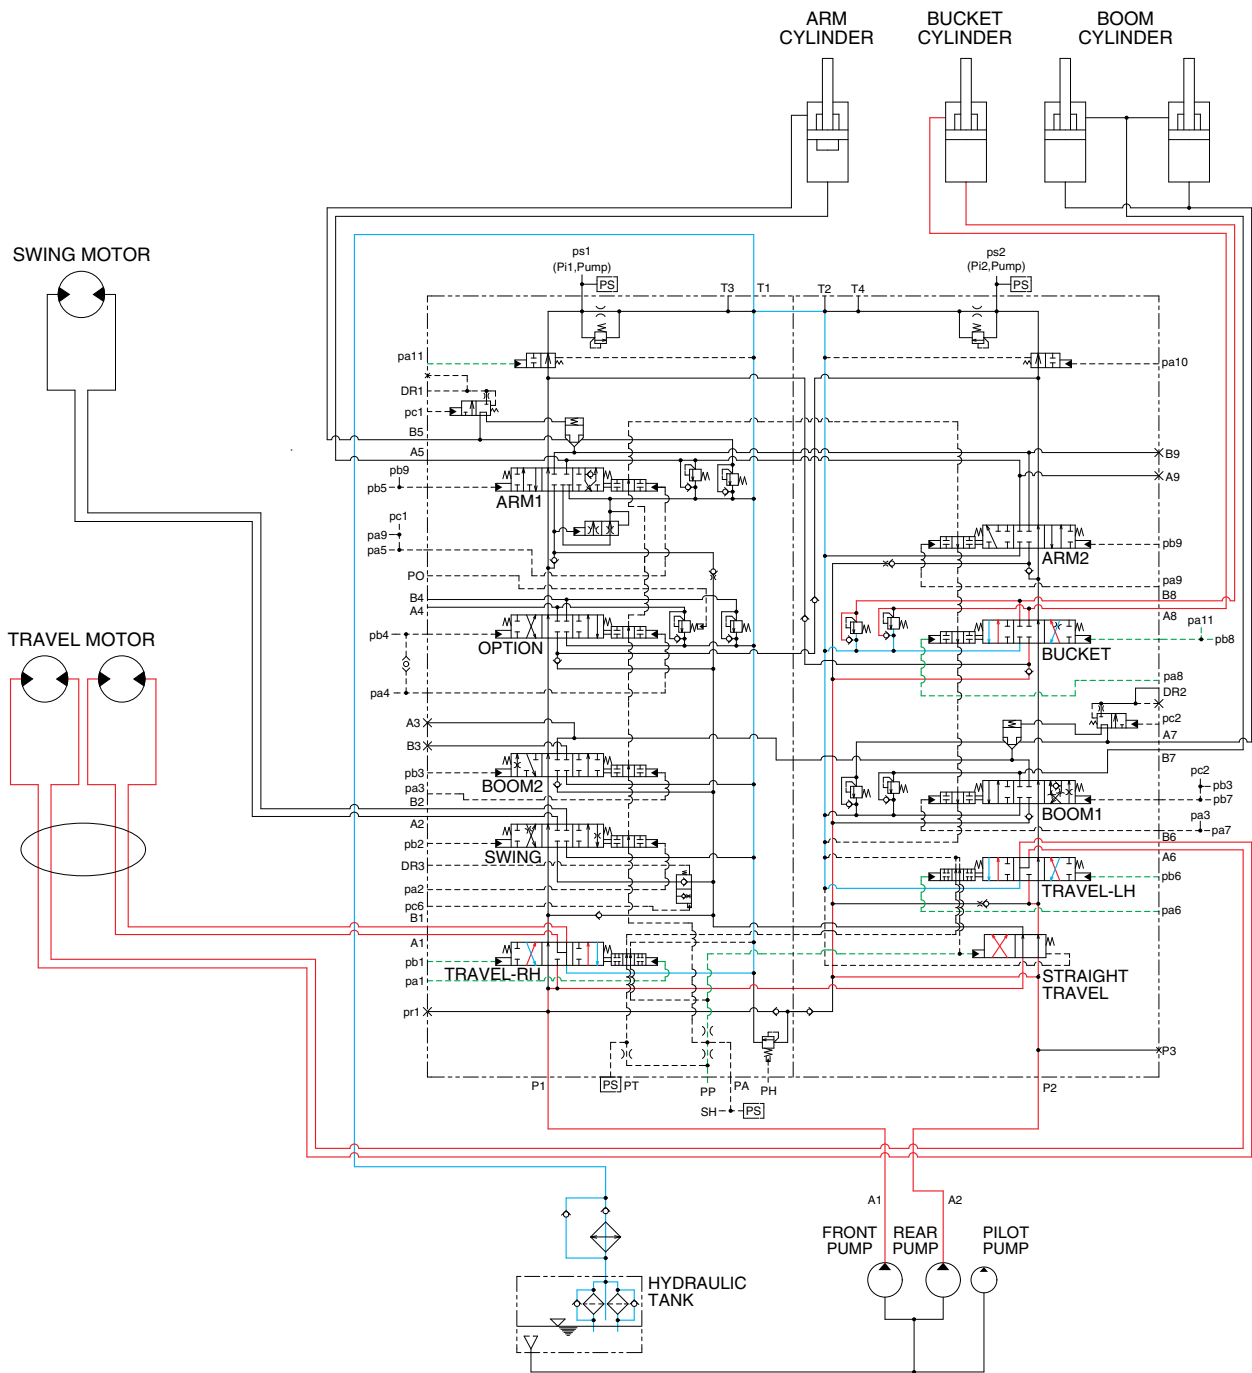 ARM
CYLINDER
BUCKET
CYLINDER
BOOM
CYLINDER
SWING MOTOR
ps1
(Pi1,Pump)
PS
ps2
(Pi2,Pump)
PS
T3
T1
T2
T4
pa11
pa10
DR1
pc1
B5
A5
B9
A9
pb9
pb5
ARM1
pc1
pa9
pa5
ARM2
pb9
pa9
PO
B4
A4
B8
A8
pa11
pb8
pb4
OPTION
BUCKET
TRAVEL MOTOR
pa4
pa8
DR2
pc2
A3
B3
A7
B7
pb3
pa3
BOOM2
B2
pc2
pb3
pb7
BOOM1
pa3
pa7
A2
pb2
SWING
B6
A6
DR3
TRAVEL-LH
pb6
pa2
pc6
B1
pa6
A1
pb1
TRAVEL-RH
pa1
STRAIGHT
TRAVEL
pr1
P3
P1
PS
PT
PP
PA
PH
P2
SH
PS
A1
A2
FRONT
PUMP
REAR
PUMP
PILOT
PUMP
HYDRAULIC
TANK